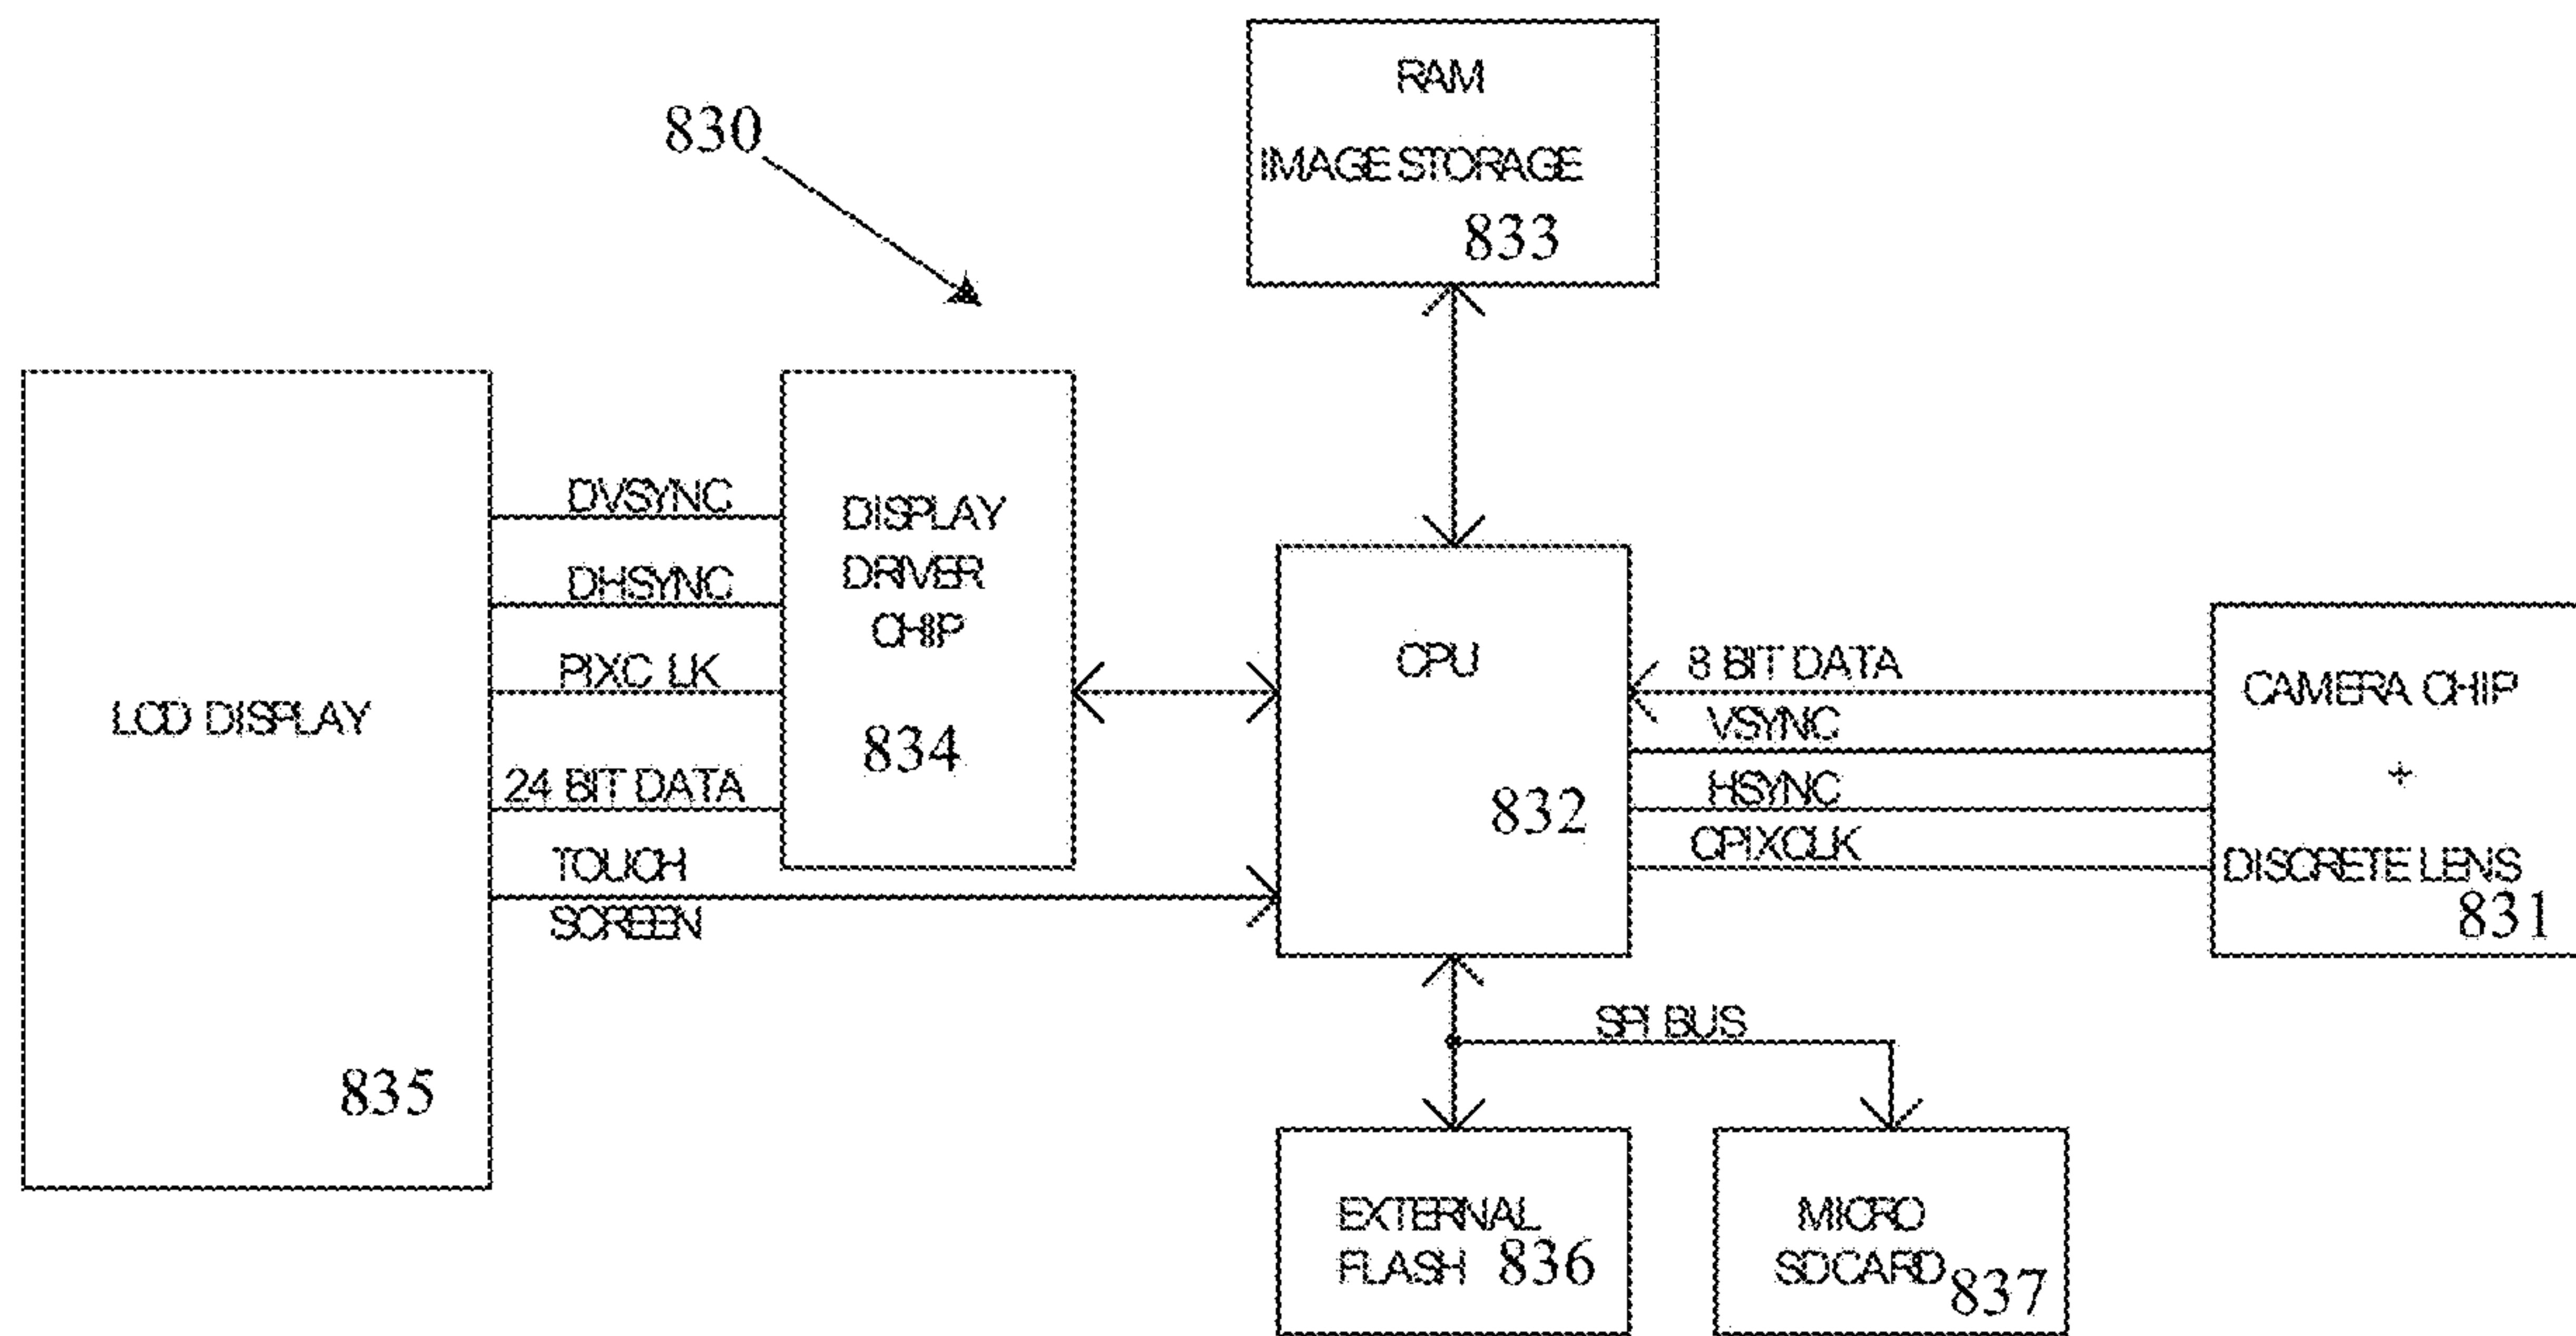 RAM
IMAGE STORAGE
833
830
DVSYNC
DHSYNC
PIXC LK
24 BIT DATA
TOUCH
SCREEN
LCD DISPLAY
835
DISPLAY
DRIVER
CHIP
834
CPU
832
8 BIT DATA
VSYNC
HSYNC
CPIXCLK
CAMERA CHIP
+
DISCRETE LENS
831
SPI BUS
EXTERNAL
FLASH 836
MICRO
SDCARD 837